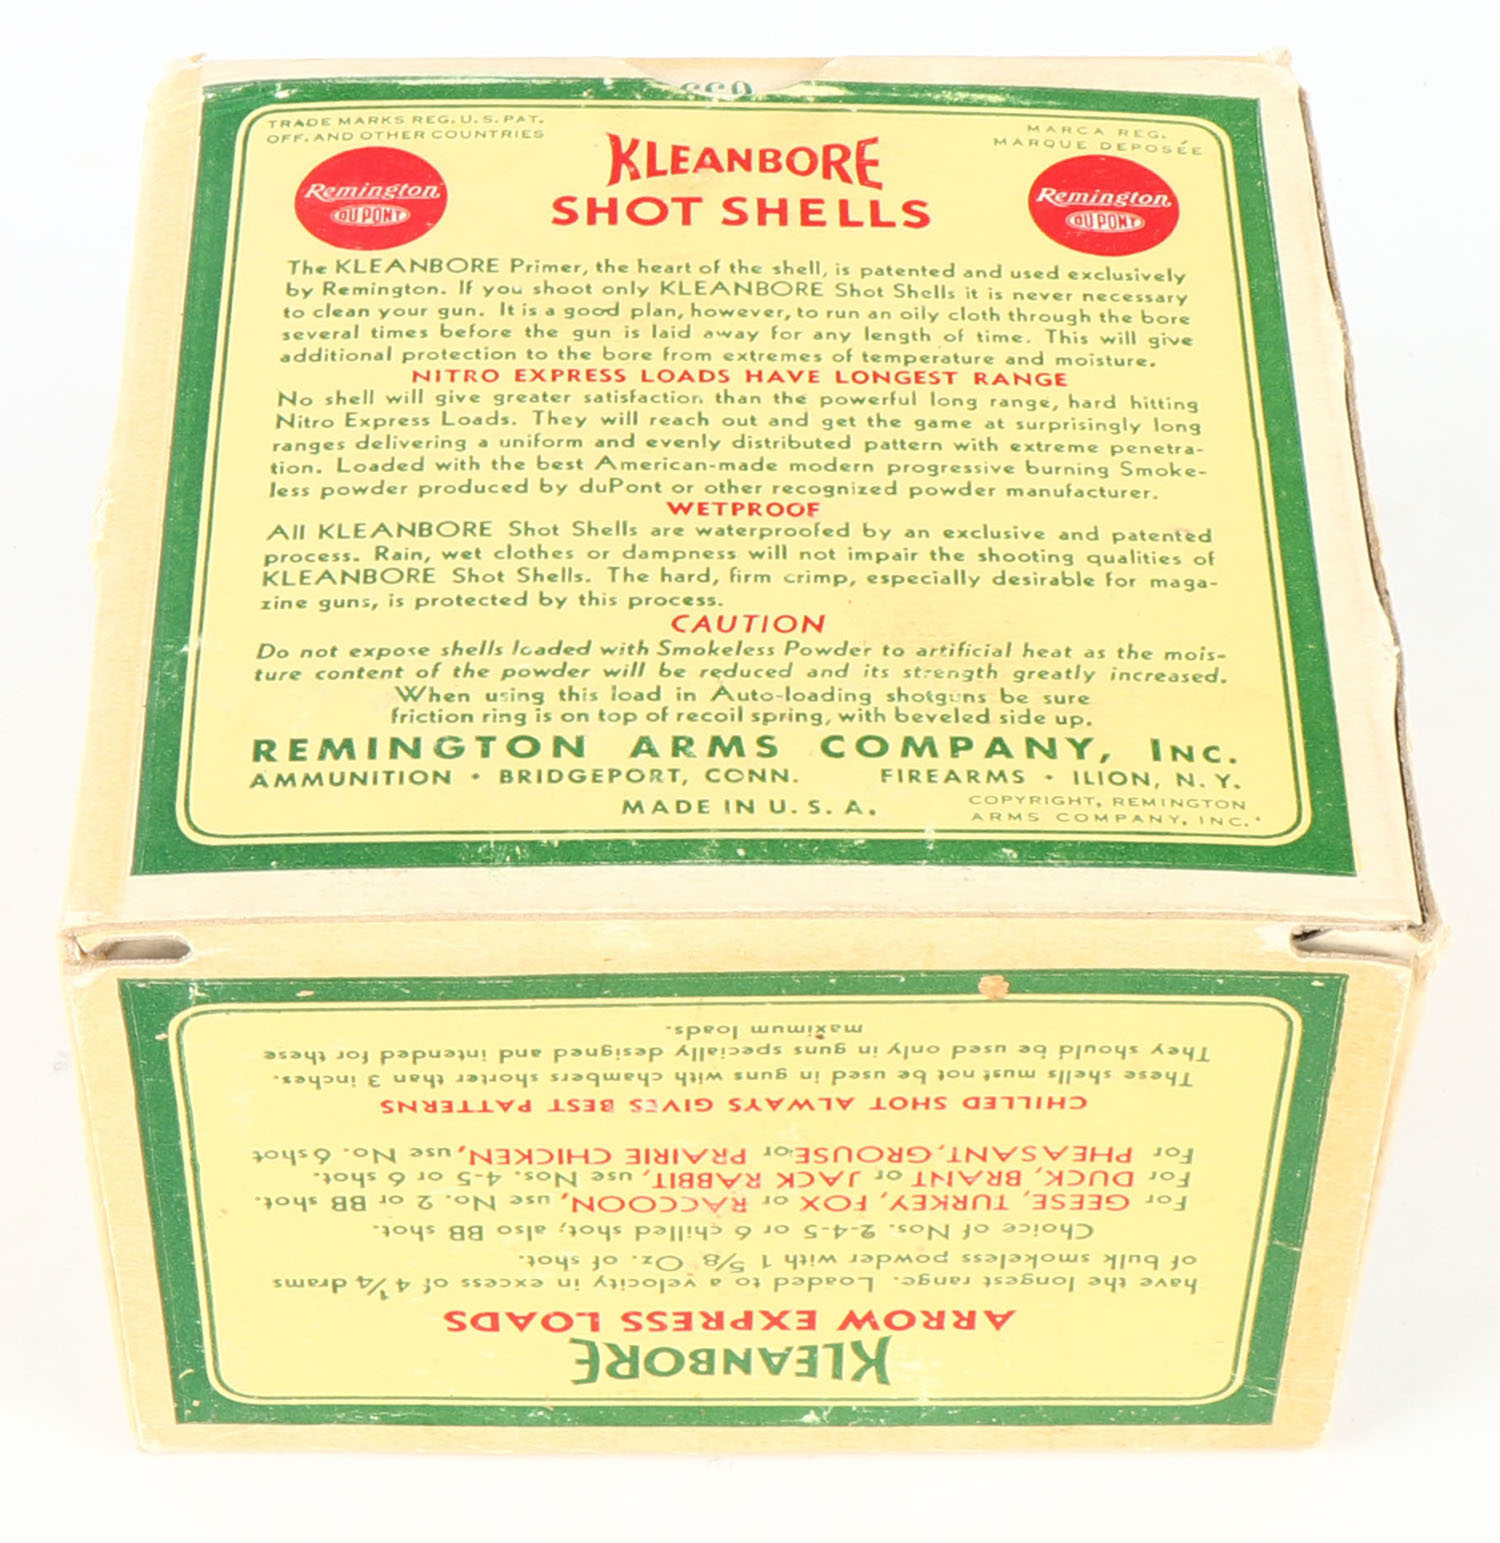 TRADE MARKS REG. U. S. PAT.
OFF. AND OTHER COUNTRIES
MARCA REG.
MARQUE DEPOSÉE
Remington
DU PONT
Remington
DU PONT
KLEANBORE
SHOT SHELLS
The KLEANBORE Primer, the heart of the shell, is patented and used exclusively
by Remington. If you shoot only KLEANBORE Shot Shells it is never necessary
to clean your gun. It is a good plan, however, to run an oily cloth through the bore
several times before the gun is laid away for any length of time. This will give
additional protection to the bore from extremes of temperature and moisture.
NITRO EXPRESS LOADS HAVE LONGEST RANGE
No shell will give greater satisfaction than the powerful long range, hard hitting
Nitro Express Loads. They will reach out and get the game at surprisingly long
ranges delivering a uniform and evenly distributed pattern with extreme penetra-
tion. Loaded with the best American-made modern progressive burning Smoke-
less powder produced by duPont or other recognized powder manufacturer.
WETPROOF
All KLEANBORE Shot Shells are waterproofed by an exclusive and patented
process. Rain, wet clothes or dampness will not impair the shooting qualities of
KLEANBORE Shot Shells. The hard, firm crimp, especially desirable for maga-
zine guns, is protected by this process.
CAUTION
Do not expose shells loaded with Smokeless Powder to artificial heat as the mois-
ture content of the powder will be reduced and its strength greatly increased.
When using this load in Auto-loading shotguns be sure
friction ring is on top of recoil spring, with beveled side up.
REMINGTON ARMS COMPANY, INC.
AMMUNITION • BRIDGEPORT, CONN. FIREARMS • ILION, N. Y.
MADE IN U. S. A.
COPYRIGHT, REMINGTON
ARMS COMPANY, INC.
KLEANBORE
ARROW EXPRESS LOADS
have the longest range. Loaded to a velocity in excess of 4 1/4 drams
of bulk smokeless powder with 1 5/8 Oz. of shot.
Choice of Nos. 2-4-5 or 6 chilled shot; also BB shot.
For GEESE, TURKEY, FOX or RACCOON, use No. 2 or BB shot.
For DUCK, BRANT or JACK RABBIT, use Nos. 4-5 or 6 shot.
For PHEASANT, GROUSE or PRAIRIE CHICKEN, use No. 6 shot
CHILLED SHOT ALWAYS GIVES BEST PATTERNS
These shells must not be used in guns with chambers shorter than 3 inches.
They should be used only in guns specially designed and intended for these
maximum loads.